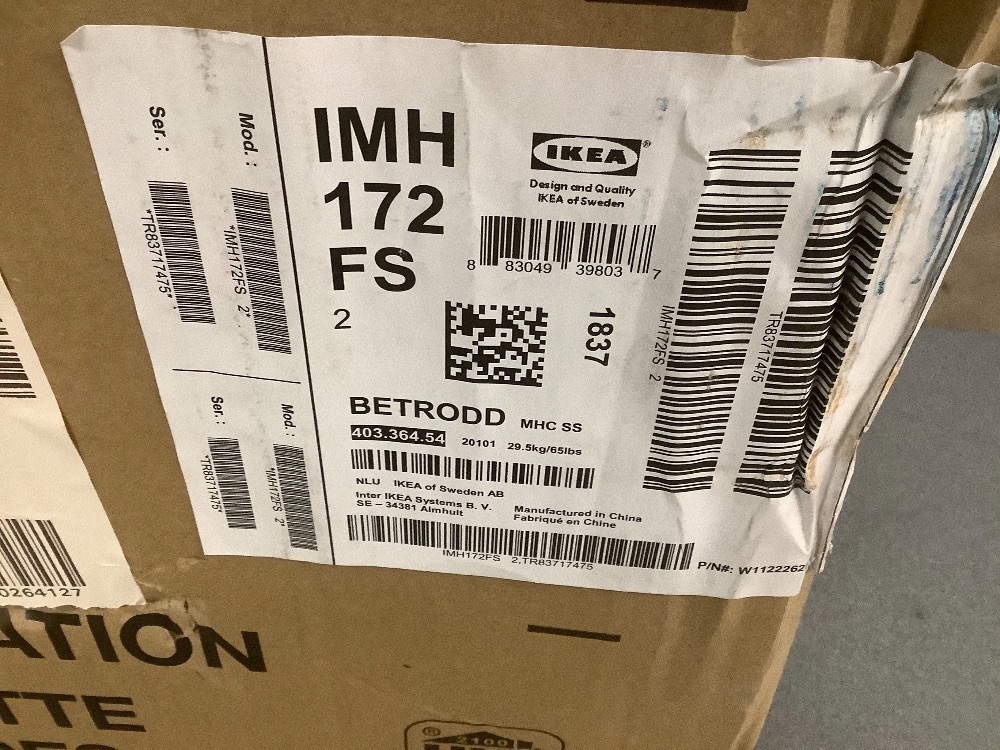 Ser. :
*TR83717475*
Mod. :
*IMH172FS 2*
Ser. :
*TR83717475*
Mod. :
*IMH172FS 2*
IMH
172
FS
2
IKEA®
Design and Quality
IKEA of Sweden
8 83049 39803 7
1837
BETRODD MHC SS
403.364.54 20101 29.5kg/65lbs
NLU IKEA of Sweden AB
Inter IKEA Systems B. V.
SE – 34381 Älmhult
Manufactured in China
Fabriqué en Chine
IMH172FS 2,TR83717475
P/N#: W1122262
IMH172FS 2
TR83717475
0264127
ATION
TTE
® 2100